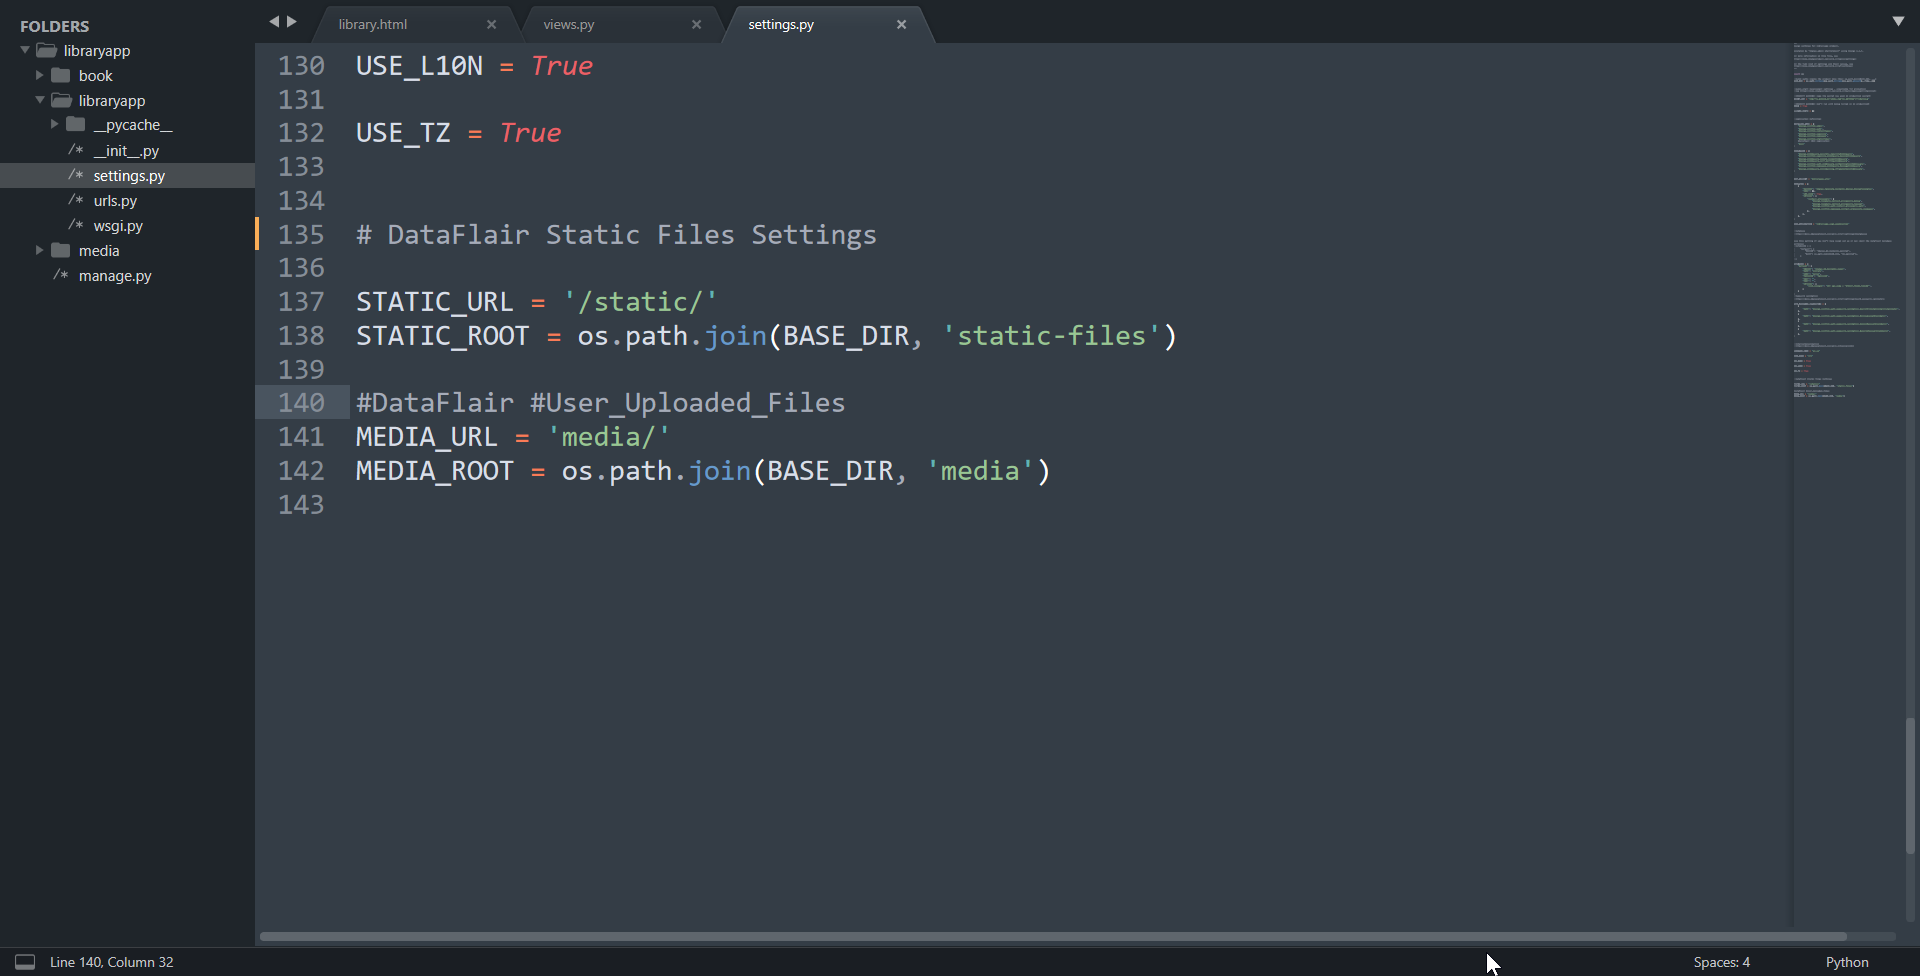 FOLDERS
libraryapp
book
libraryapp
__pycache__
/* __init__.py
/* settings.py
/* urls.py
/* wsgi.py
media
/* manage.py
library.html ×
views.py ×
settings.py ×
130 USE_L10N = True
131
132 USE_TZ = True
133
134
135 # DataFlair Static Files Settings
136
137 STATIC_URL = '/static/'
138 STATIC_ROOT = os.path.join(BASE_DIR, 'static-files')
139
140 #DataFlair #User_Uploaded_Files
141 MEDIA_URL = 'media/'
142 MEDIA_ROOT = os.path.join(BASE_DIR, 'media')
143
Line 140, Column 32
Spaces: 4
Python